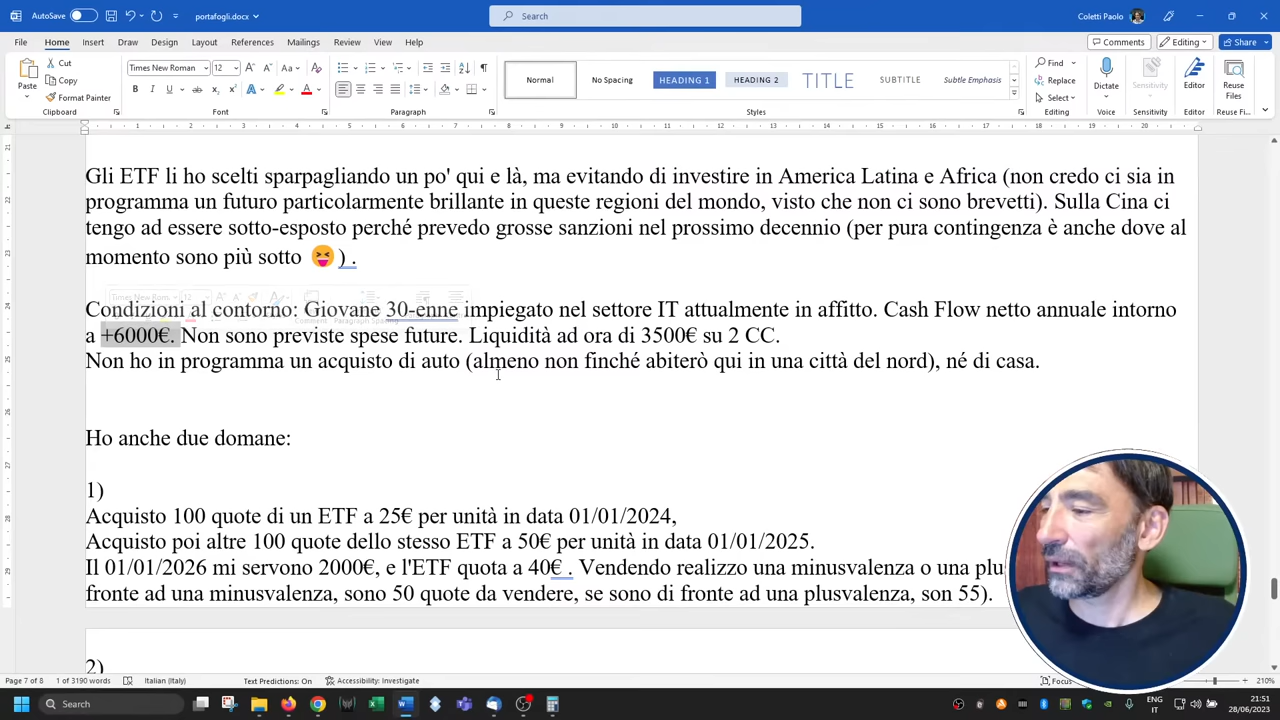 AutoSave Off portafogli.docx Search Coletti Paolo
File Home Insert Draw Design Layout References Mailings Review View Help Comments Editing Share
Paste Cut Copy Format Painter Clipboard
Times New Roman 12 Font Paragraph
Normal No Spacing HEADING 1 HEADING 2 TITLE SUBTITLE Subtle Emphasis Styles
Find Replace Select Editing Dictate Voice Sensitivity Sensitivity Editor Editor Reuse Files Reuse Fi...
Gli ETF li ho scelti sparpagliando un po' qui e là, ma evitando di investire in America Latina e Africa (non credo ci sia in
programma un futuro particolarmente brillante in queste regioni del mondo, visto che non ci sono brevetti). Sulla Cina ci
tengo ad essere sotto-esposto perché prevedo grosse sanzioni nel prossimo decennio (per pura contingenza è anche dove al
momento sono più sotto 😝 ) .
Condizioni al contorno: Giovane 30-enne impiegato nel settore IT attualmente in affitto. Cash Flow netto annuale intorno
a +6000€. Non sono previste spese future. Liquidità ad ora di 3500€ su 2 CC.
Non ho in programma un acquisto di auto (almeno non finché abiterò qui in una città del nord), né di casa.
Ho anche due domane:
1)
Acquisto 100 quote di un ETF a 25€ per unità in data 01/01/2024,
Acquisto poi altre 100 quote dello stesso ETF a 50€ per unità in data 01/01/2025.
Il 01/01/2026 mi servono 2000€, e l'ETF quota a 40€ . Vendendo realizzo una minusvalenza o una plu
fronte ad una minusvalenza, sono 50 quote da vendere, se sono di fronte ad una plusvalenza, son 55).
2)
Page 7 of 8 1 of 3190 words Italian (Italy) Text Predictions: On Accessibility: Investigate Focus 210%
Search ENG IT 21:51 28/06/2023